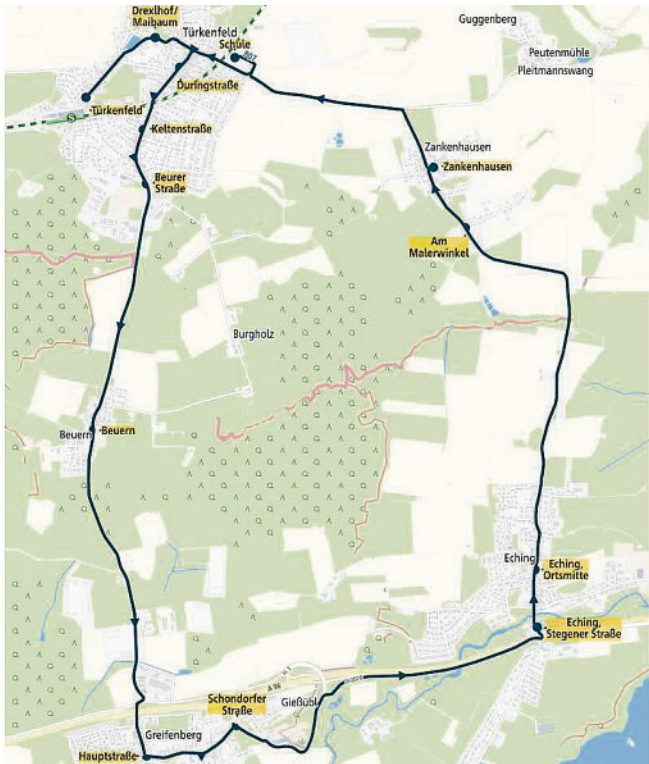 Drexlhof/
Maibaum
Türkenfeld
Schule
Guggenberg
Peutenmühle
Pleitmannswang
Duringstraße
Türkenfeld
S
Keltenstraße
Zankenhausen
Zankenhausen
Beurer
Straße
Am
Malerwinkel
Burgholz
Beuern
Beuern
Eching
Eching,
Ortsmitte
Eching,
Stegener Straße
A 96
Schondorfer
Straße
Gießübl
Greifenberg
Hauptstraße